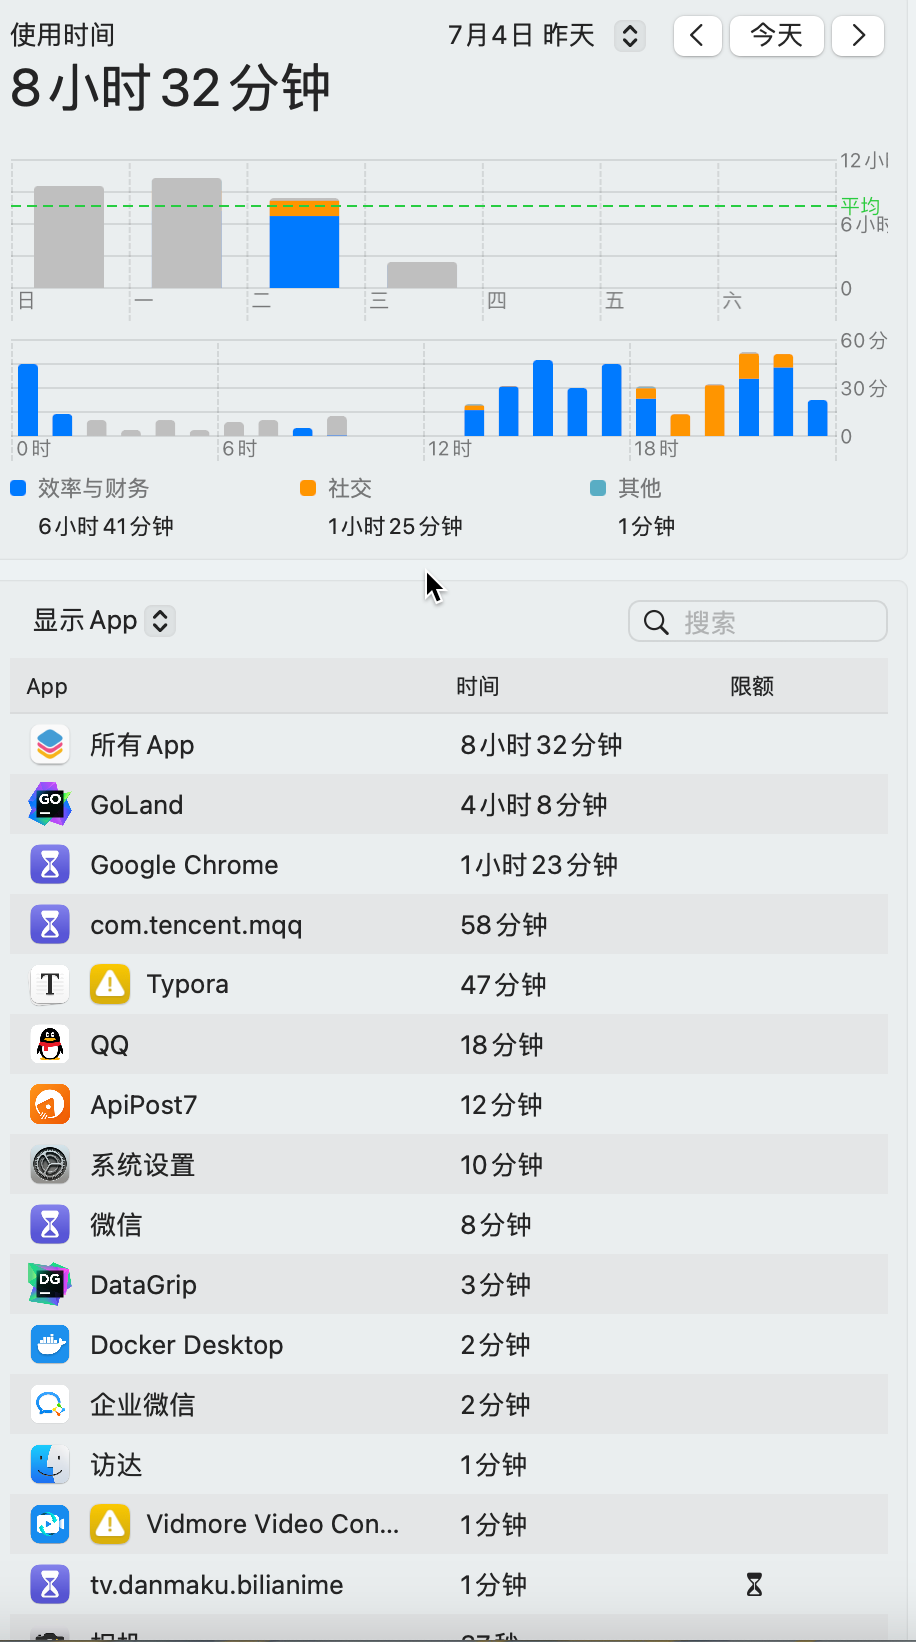 使用时间
7月4日 昨天
今天
8小时32分钟
12小
平均
6小时
0
日 一 二 三 四 五 六
60分
30分
0
0时 6时 12时 18时
效率与财务 社交 其他
6小时41分钟 1小时25分钟 1分钟
显示 App
搜索
App 时间 限额
所有 App 8小时32分钟
GoLand 4小时8分钟
Google Chrome 1小时23分钟
com.tencent.mqq 58分钟
Typora 47分钟
QQ 18分钟
ApiPost7 12分钟
系统设置 10分钟
微信 8分钟
DataGrip 3分钟
Docker Desktop 2分钟
企业微信 2分钟
访达 1分钟
Vidmore Video Con... 1分钟
tv.danmaku.bilianime 1分钟